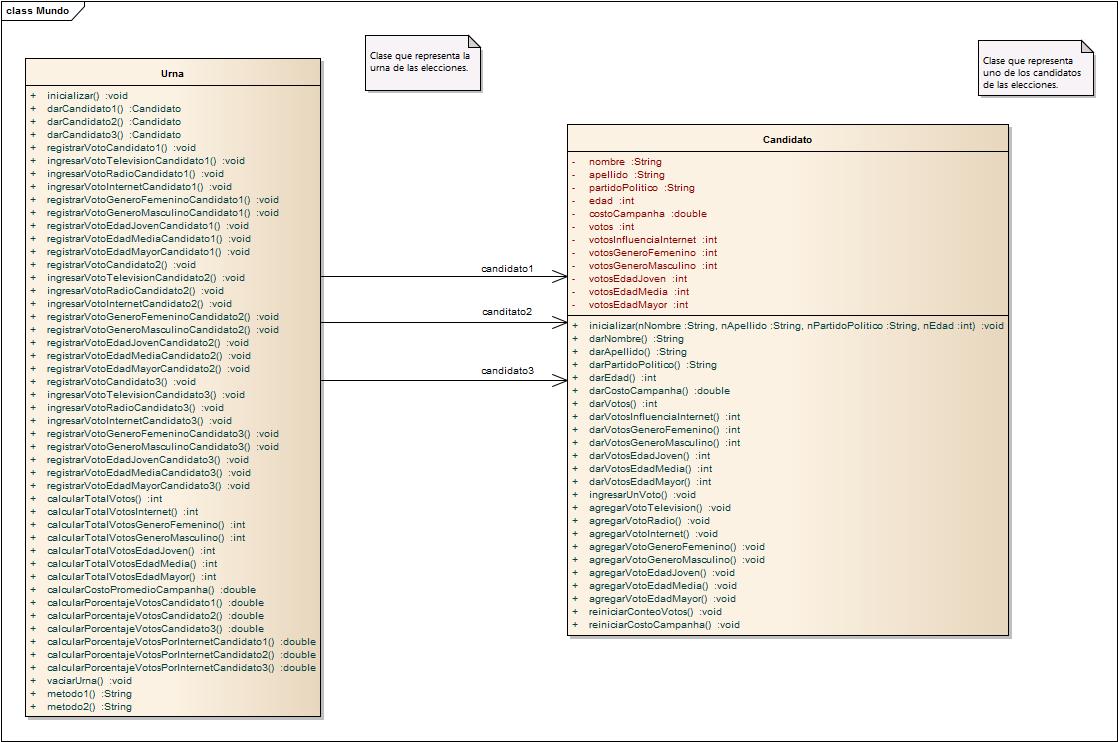 class Mundo
Clase que representa la
urna de las elecciones.
Clase que representa
uno de los candidatos
de las elecciones.
Urna
+ inicializar() :void
+ darCandidato1() :Candidato
+ darCandidato2() :Candidato
+ darCandidato3() :Candidato
+ registrarVotoCandidato1() :void
+ ingresarVotoTelevisionCandidato1() :void
+ ingresarVotoRadioCandidato1() :void
+ ingresarVotoInternetCandidato1() :void
+ registrarVotoGeneroFemeninoCandidato1() :void
+ registrarVotoGeneroMasculinoCandidato1() :void
+ registrarVotoEdadJovenCandidato1() :void
+ registrarVotoEdadMediaCandidato1() :void
+ registrarVotoEdadMayorCandidato1() :void
+ registrarVotoCandidato2() :void
+ ingresarVotoTelevisionCandidato2() :void
+ ingresarVotoRadioCandidato2() :void
+ ingresarVotoInternetCandidato2() :void
+ registrarVotoGeneroFemeninoCandidato2() :void
+ registrarVotoGeneroMasculinoCandidato2() :void
+ registrarVotoEdadJovenCandidato2() :void
+ registrarVotoEdadMediaCandidato2() :void
+ registrarVotoEdadMayorCandidato2() :void
+ registrarVotoCandidato3() :void
+ ingresarVotoTelevisionCandidato3() :void
+ ingresarVotoRadioCandidato3() :void
+ ingresarVotoInternetCandidato3() :void
+ registrarVotoGeneroFemeninoCandidato3() :void
+ registrarVotoGeneroMasculinoCandidato3() :void
+ registrarVotoEdadJovenCandidato3() :void
+ registrarVotoEdadMediaCandidato3() :void
+ registrarVotoEdadMayorCandidato3() :void
+ calcularTotalVotos() :int
+ calcularTotalVotosInternet() :int
+ calcularTotalVotosGeneroFemenino() :int
+ calcularTotalVotosGeneroMasculino() :int
+ calcularTotalVotosEdadJoven() :int
+ calcularTotalVotosEdadMedia() :int
+ calcularTotalVotosEdadMayor() :int
+ calcularCostoPromedioCampanha() :double
+ calcularPorcentajeVotosCandidato1() :double
+ calcularPorcentajeVotosCandidato2() :double
+ calcularPorcentajeVotosCandidato3() :double
+ calcularPorcentajeVotosPorInternetCandidato1() :double
+ calcularPorcentajeVotosPorInternetCandidato2() :double
+ calcularPorcentajeVotosPorInternetCandidato3() :double
+ vaciarUrna() :void
+ metodo1() :String
+ metodo2() :String
candidato1
canditato2
candidato3
Candidato
- nombre :String
- apellido :String
- partidoPolitico :String
- edad :int
- costoCampanha :double
- votos :int
- votosInfluenciaInternet :int
- votosGeneroFemenino :int
- votosGeneroMasculino :int
- votosEdadJoven :int
- votosEdadMedia :int
- votosEdadMayor :int
+ inicializar(nNombre :String, nApellido :String, nPartidoPolitico :String, nEdad :int) :void
+ darNombre() :String
+ darApellido() :String
+ darPartidoPolitico() :String
+ darEdad() :int
+ darCostoCampanha() :double
+ darVotos() :int
+ darVotosInfluenciaInternet() :int
+ darVotosGeneroFemenino() :int
+ darVotosGeneroMasculino() :int
+ darVotosEdadJoven() :int
+ darVotosEdadMedia() :int
+ darVotosEdadMayor() :int
+ ingresarUnVoto() :void
+ agregarVotoTelevision() :void
+ agregarVotoRadio() :void
+ agregarVotoInternet() :void
+ agregarVotoGeneroFemenino() :void
+ agregarVotoGeneroMasculino() :void
+ agregarVotoEdadJoven() :void
+ agregarVotoEdadMedia() :void
+ agregarVotoEdadMayor() :void
+ reiniciarConteoVotos() :void
+ reiniciarCostoCampanha() :void